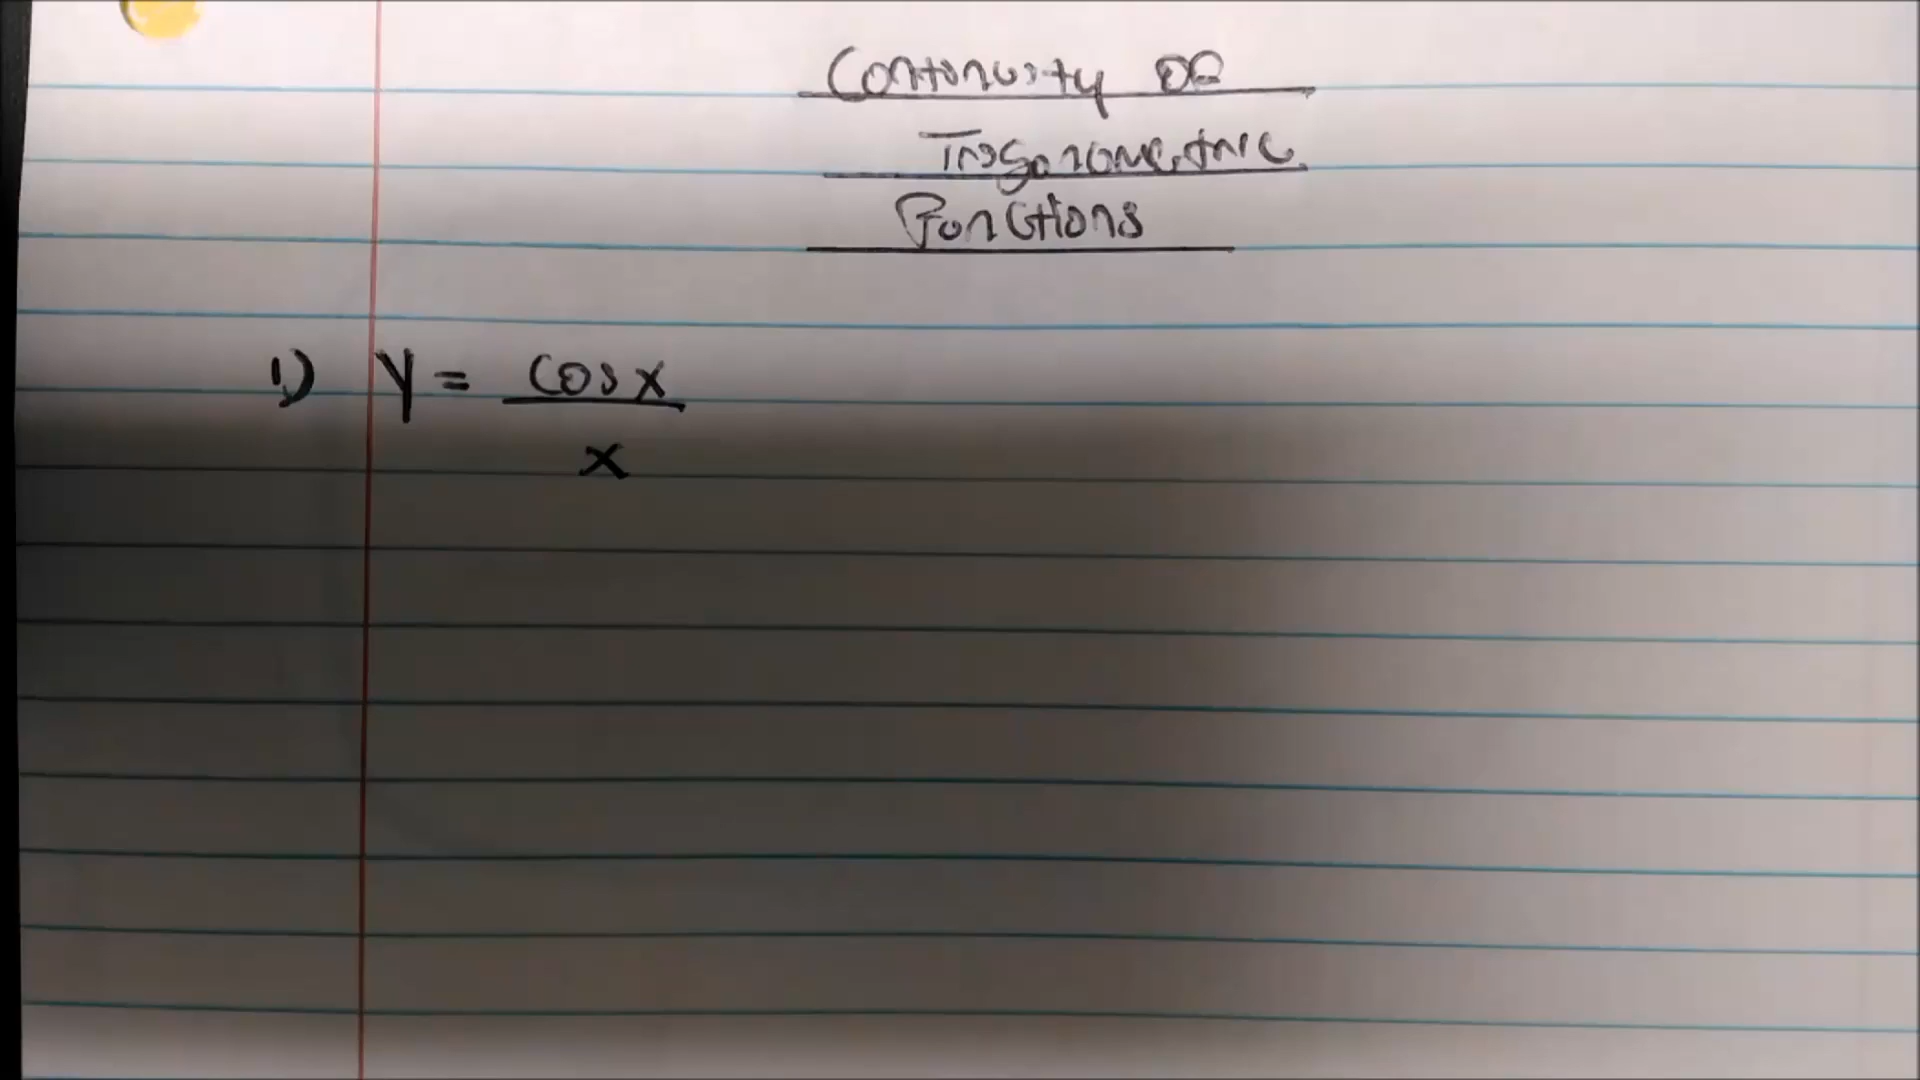 Continuity of
Trigonometric
Functions
1.) y = cos x
x